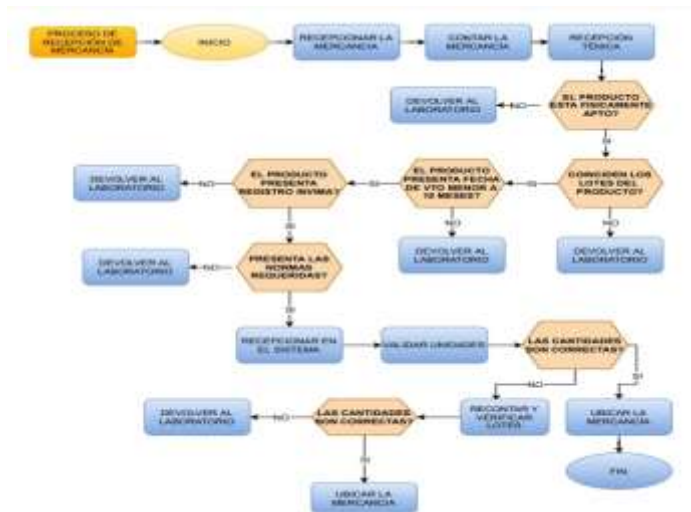 PROCESO DE
RECEPCIÓN DE
MERCANCIA
INICIO
RECEPCIONAR LA
MERCANCIA
CONTAR LA
MERCANCIA
RECEPCIÓN
TÉNICA
EL PRODUCTO
ESTA FISICAMENTE
APTO?
NO
DEVOLVER AL
LABORATORIO
SI
COINCIDEN LOS
LOTES DEL
PRODUCTO?
NO
DEVOLVER AL
LABORATORIO
SI
EL PRODUCTO
PRESENTA FECHA
DE VTO MENOR A
12 MESES?
NO
DEVOLVER AL
LABORATORIO
SI
EL PRODUCTO
PRESENTA
REGISTRO INVIMA?
NO
DEVOLVER AL
LABORATORIO
SI
PRESENTA LAS
NORMAS
REQUERIDAS?
NO
DEVOLVER AL
LABORATORIO
SI
RECEPCIONAR EN
EL SISTEMA
VALIDAR UNIDADES
LAS CANTIDADES
SON CORRECTAS?
SI
UBICAR LA
MERCANCIA
FIN
NO
RECONTAR Y
VERIFICAR
LOTES
LAS CANTIDADES
SON CORRECTAS?
NO
DEVOLVER AL
LABORATORIO
SI
UBICAR LA
MERCANCIA